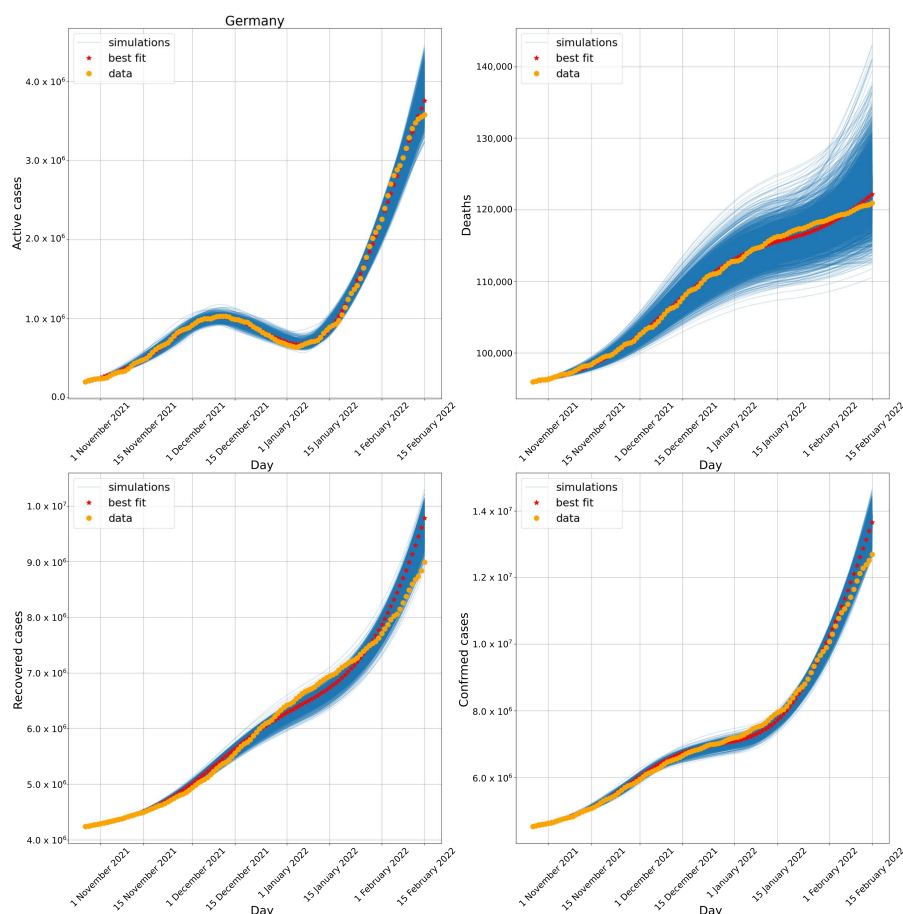 Germany
simulations
best fit
data
Active cases
4.0 x 10⁶
3.0 x 10⁶
2.0 x 10⁶
1.0 x 10⁶
0.0
1 November 2021
15 November 2021
1 December 2021
15 December 2021
1 January 2022
15 January 2022
1 February 2022
15 February 2022
Day
simulations
best fit
data
Deaths
140,000
130,000
120,000
110,000
100,000
1 November 2021
15 November 2021
1 December 2021
15 December 2021
1 January 2022
15 January 2022
1 February 2022
15 February 2022
Day
simulations
best fit
data
Recovered cases
1.0 x 10⁷
9.0 x 10⁶
8.0 x 10⁶
7.0 x 10⁶
6.0 x 10⁶
5.0 x 10⁶
4.0 x 10⁶
1 November 2021
15 November 2021
1 December 2021
15 December 2021
1 January 2022
15 January 2022
1 February 2022
15 February 2022
Day
simulations
best fit
data
Confrmed cases
1.4 x 10⁷
1.2 x 10⁷
1.0 x 10⁷
8.0 x 10⁶
6.0 x 10⁶
1 November 2021
15 November 2021
1 December 2021
15 December 2021
1 January 2022
15 January 2022
1 February 2022
15 February 2022
Day